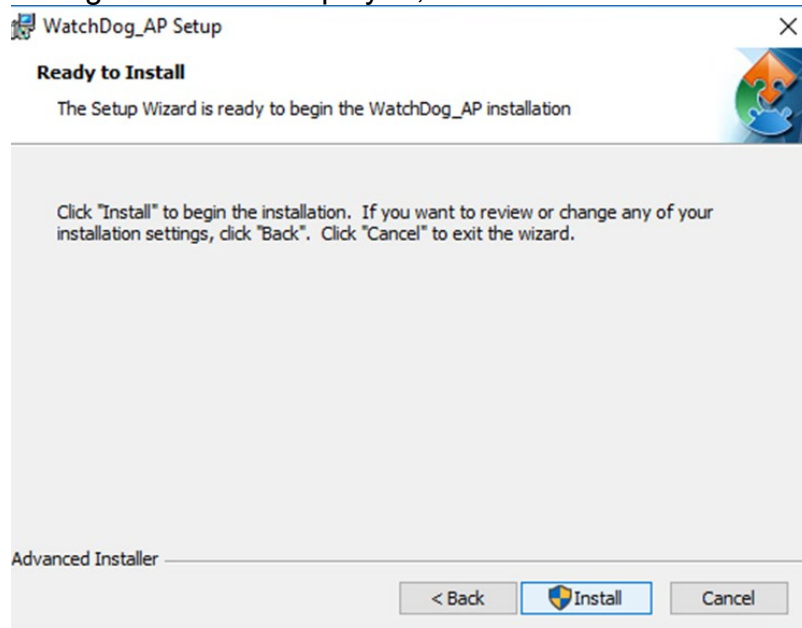 WatchDog_AP Setup
Ready to Install
The Setup Wizard is ready to begin the WatchDog_AP installation
Click "Install" to begin the installation. If you want to review or change any of your
installation settings, click "Back". Click "Cancel" to exit the wizard.
Advanced Installer
< Back
Install
Cancel